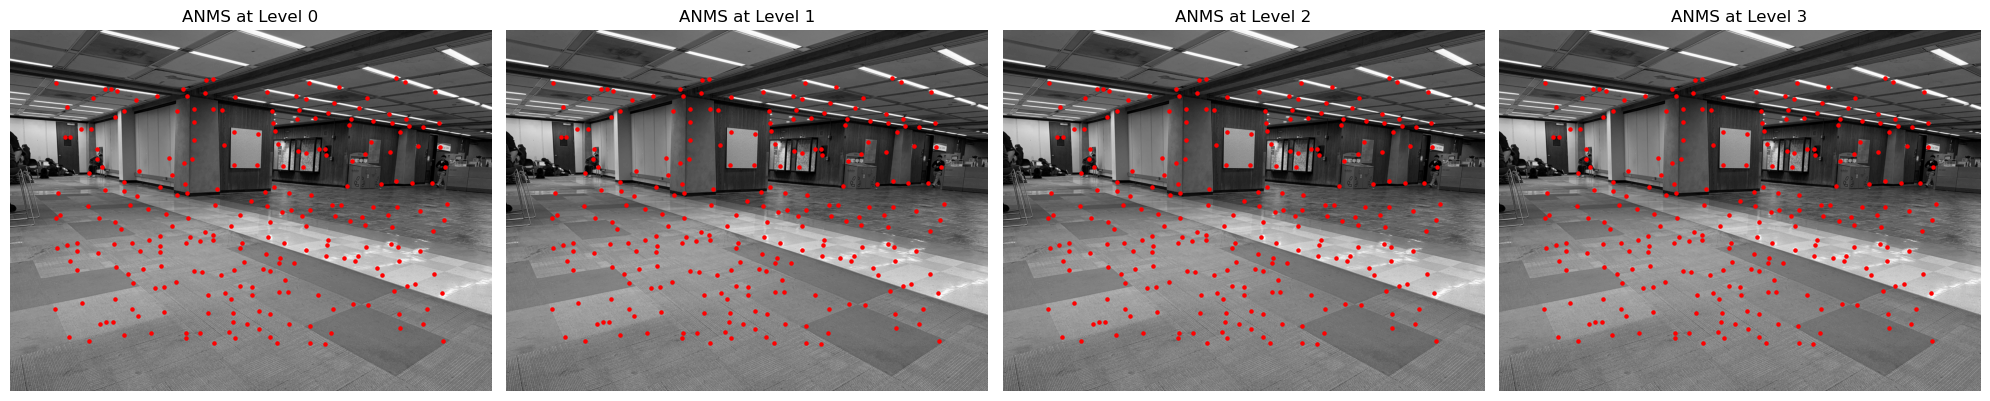 ANMS at Level 0
ANMS at Level 1
ANMS at Level 2
ANMS at Level 3